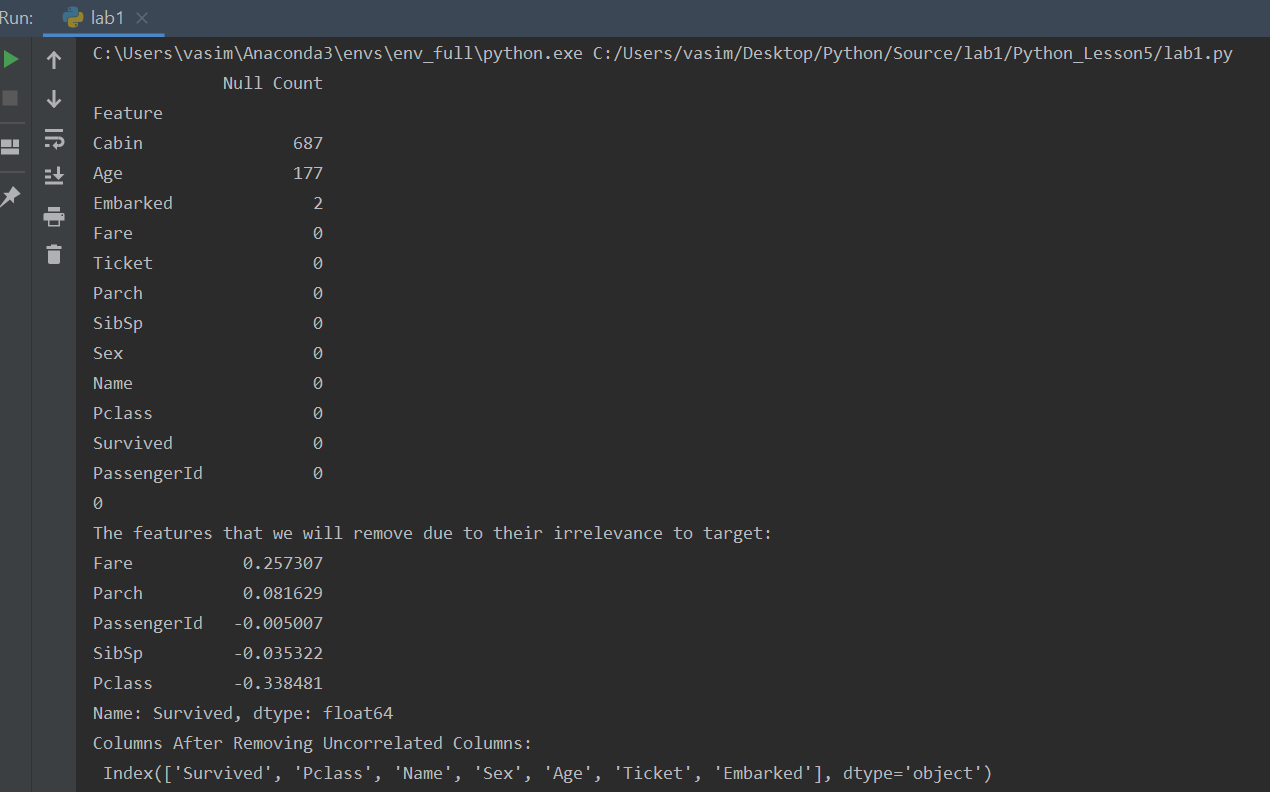 Run: lab1
C:\Users\vasim\Anaconda3\envs\env_full\python.exe C:/Users/vasim/Desktop/Python/Source/lab1/Python_Lesson5/lab1.py
Null Count
Feature
Cabin 687
Age 177
Embarked 2
Fare 0
Ticket 0
Parch 0
SibSp 0
Sex 0
Name 0
Pclass 0
Survived 0
PassengerId 0
0
The features that we will remove due to their irrelevance to target:
Fare 0.257307
Parch 0.081629
PassengerId -0.005007
SibSp -0.035322
Pclass -0.338481
Name: Survived, dtype: float64
Columns After Removing Uncorrelated Columns:
Index(['Survived', 'Pclass', 'Name', 'Sex', 'Age', 'Ticket', 'Embarked'], dtype='object')